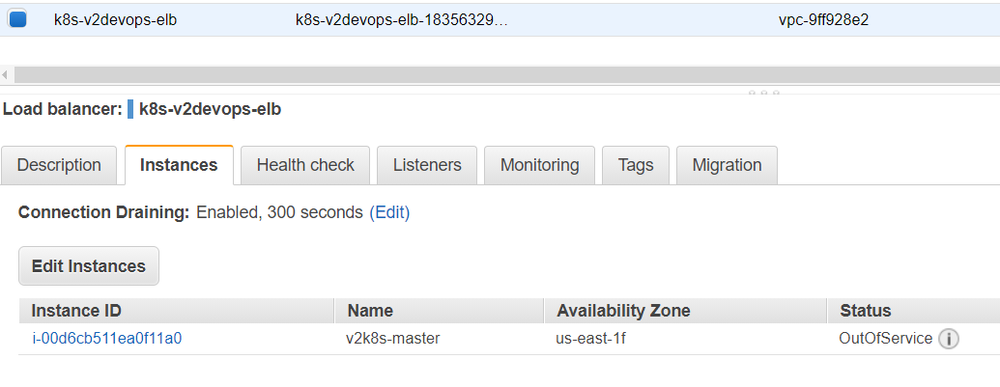 k8s-v2devops-elb k8s-v2devops-elb-18356329... vpc-9ff928e2
Load balancer: k8s-v2devops-elb
Description Instances Health check Listeners Monitoring Tags Migration
Connection Draining: Enabled, 300 seconds (Edit)
Edit Instances
Instance ID Name Availability Zone Status
i-00d6cb511ea0f11a0 v2k8s-master us-east-1f OutOfService i